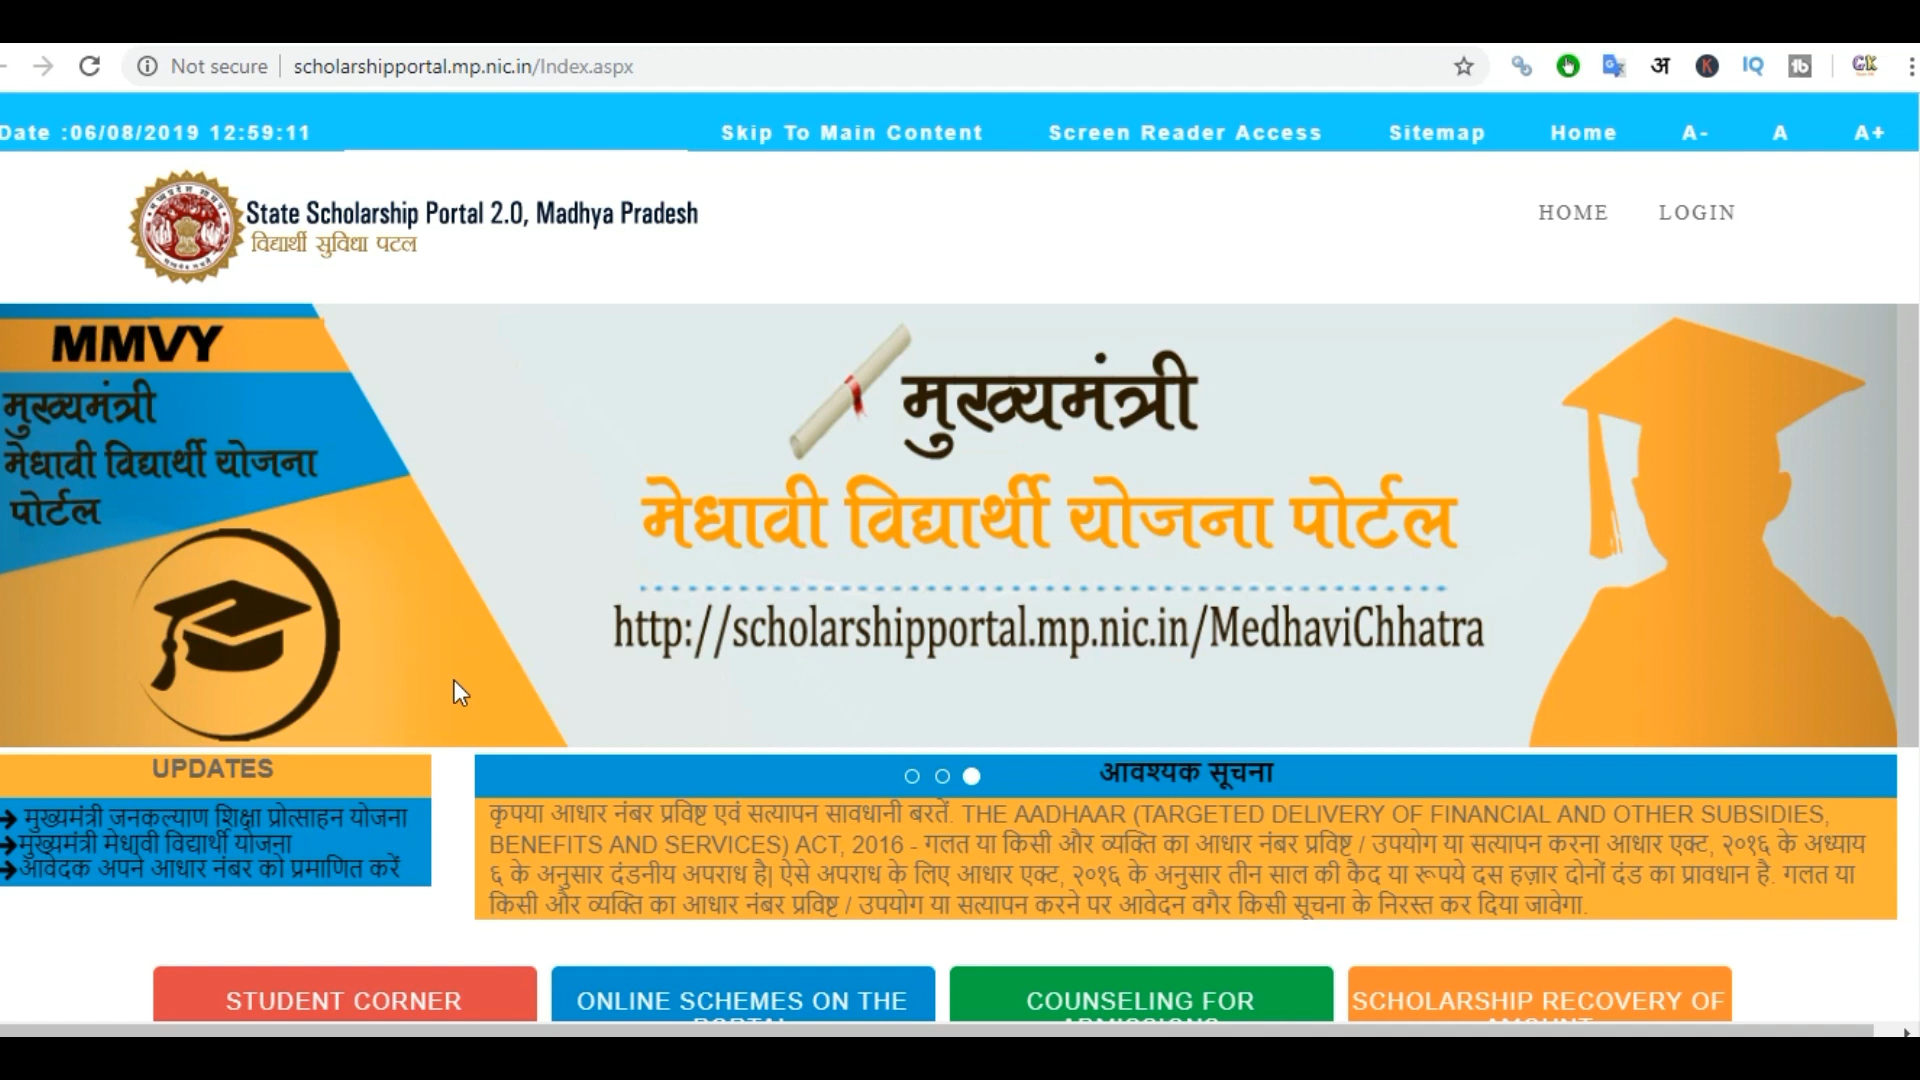 Not secure
scholarshipportal.mp.nic.in/Index.aspx
अ
K
IQ
GK
Date :06/08/2019 12:59:11
Skip To Main Content
Screen Reader Access
Sitemap
Home
A-
A
A+
State Scholarship Portal 2.0, Madhya Pradesh
विद्यार्थी सुविधा पटल
HOME
LOGIN
MMVY
मुख्यमंत्री
मेधावी विद्यार्थी योजना
पोर्टल
मुख्यमंत्री
मेधावी विद्यार्थी योजना पोर्टल
http://scholarshipportal.mp.nic.in/MedhaviChhatra
UPDATES
मुख्यमंत्री जनकल्याण शिक्षा प्रोत्साहन योजना
मुख्यमंत्री मेधावी विद्यार्थी योजना
आवेदक अपने आधार नंबर को प्रमाणित करें
आवश्यक सूचना
कृपया आधार नंबर प्रविष्ट एवं सत्यापन सावधानी बरतें. THE AADHAAR (TARGETED DELIVERY OF FINANCIAL AND OTHER SUBSIDIES,
BENEFITS AND SERVICES) ACT, 2016 - गलत या किसी और व्यक्ति का आधार नंबर प्रविष्ट / उपयोग या सत्यापन करना आधार एक्ट, २०१६ के अध्याय
६ के अनुसार दंडनीय अपराध है| ऐसे अपराध के लिए आधार एक्ट, २०१६ के अनुसार तीन साल की कैद या रूपये दस हज़ार दोनों दंड का प्रावधान है. गलत या
किसी और व्यक्ति का आधार नंबर प्रविष्ट / उपयोग या सत्यापन करने पर आवेदन वगैर किसी सूचना के निरस्त कर दिया जावेगा.
STUDENT CORNER
ONLINE SCHEMES ON THE
PORTAL
COUNSELING FOR
ADMISSIONS
SCHOLARSHIP RECOVERY OF
AMOUNT